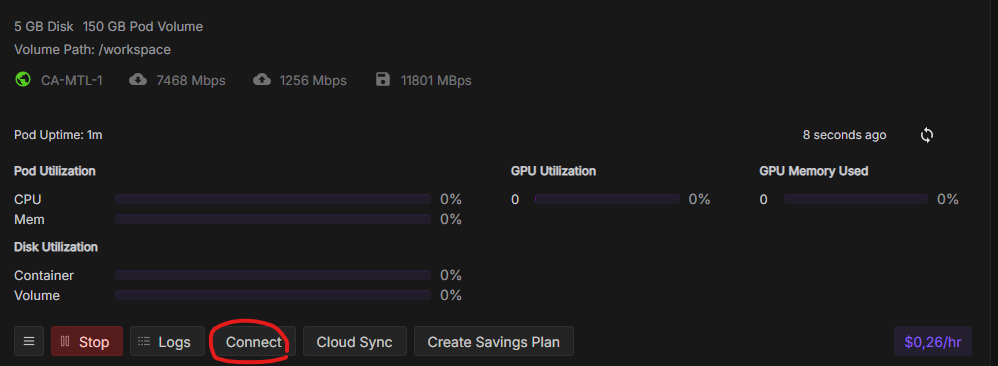 5 GB Disk 150 GB Pod Volume
Volume Path: /workspace
CA-MTL-1 7468 Mbps 1256 Mbps 11801 MBps
Pod Uptime: 1m 8 seconds ago
Pod Utilization GPU Utilization GPU Memory Used
CPU 0% 0 0% 0 0%
Mem 0%
Disk Utilization
Container 0%
Volume 0%
Stop Logs Connect Cloud Sync Create Savings Plan $0,26/hr